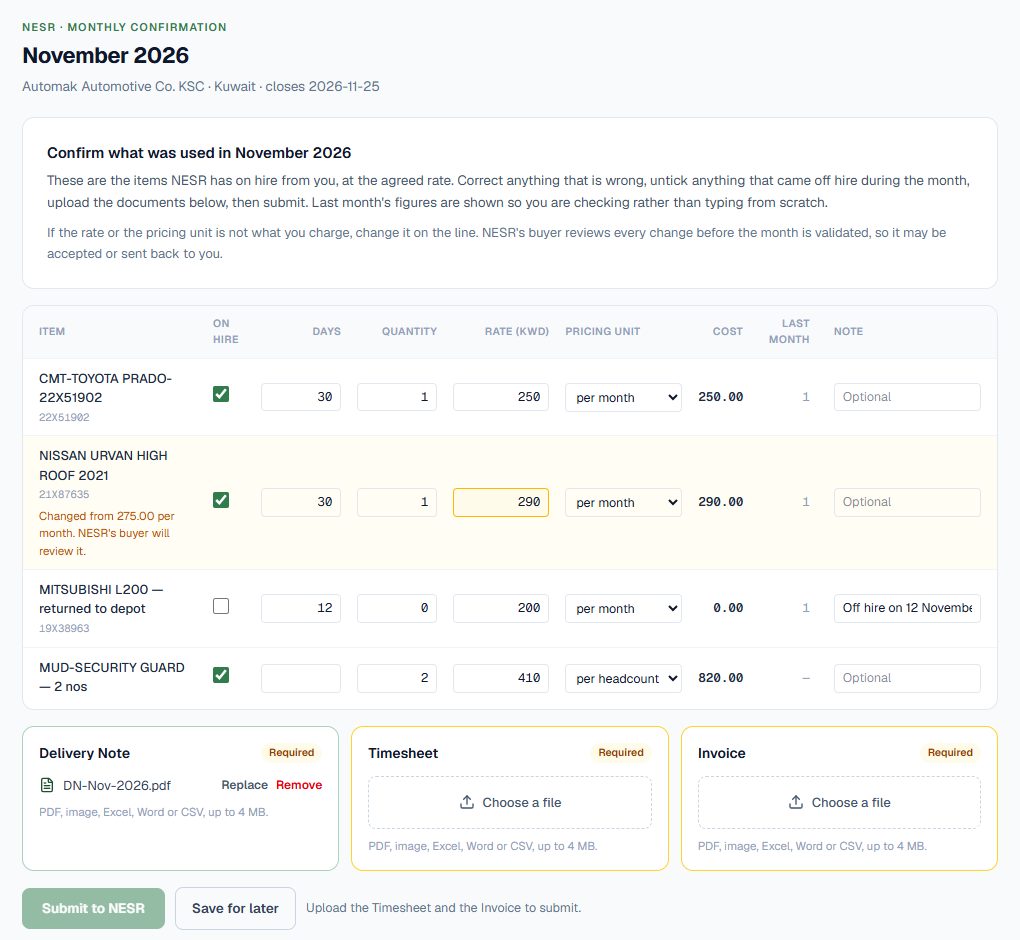 NESR · MONTHLY CONFIRMATION
November 2026
Automak Automotive Co. KSC · Kuwait · closes 2026-11-25
Confirm what was used in November 2026
These are the items NESR has on hire from you, at the agreed rate. Correct anything that is wrong, untick anything that came off hire during the month,
upload the documents below, then submit. Last month's figures are shown so you are checking rather than typing from scratch.
If the rate or the pricing unit is not what you charge, change it on the line. NESR's buyer reviews every change before the month is validated, so it may be
accepted or sent back to you.
ITEM ON HIRE DAYS QUANTITY RATE (KWD) PRICING UNIT COST LAST MONTH NOTE
CMT-TOYOTA PRADO-
22X51902
22X51902
30 1 250 per month 250.00 1 Optional
NISSAN URVAN HIGH
ROOF 2021
21X87635
Changed from 275.00 per
month. NESR's buyer will
review it.
30 1 290 per month 290.00 1 Optional
MITSUBISHI L200 —
returned to depot
19X38963
12 0 200 per month 0.00 1 Off hire on 12 Novembe
MUD-SECURITY GUARD
— 2 nos
2 410 per headcount 820.00 – Optional
Delivery Note Required
DN-Nov-2026.pdf Replace Remove
PDF, image, Excel, Word or CSV, up to 4 MB.
Timesheet Required
Choose a file
PDF, image, Excel, Word or CSV, up to 4 MB.
Invoice Required
Choose a file
PDF, image, Excel, Word or CSV, up to 4 MB.
Submit to NESR Save for later Upload the Timesheet and the Invoice to submit.